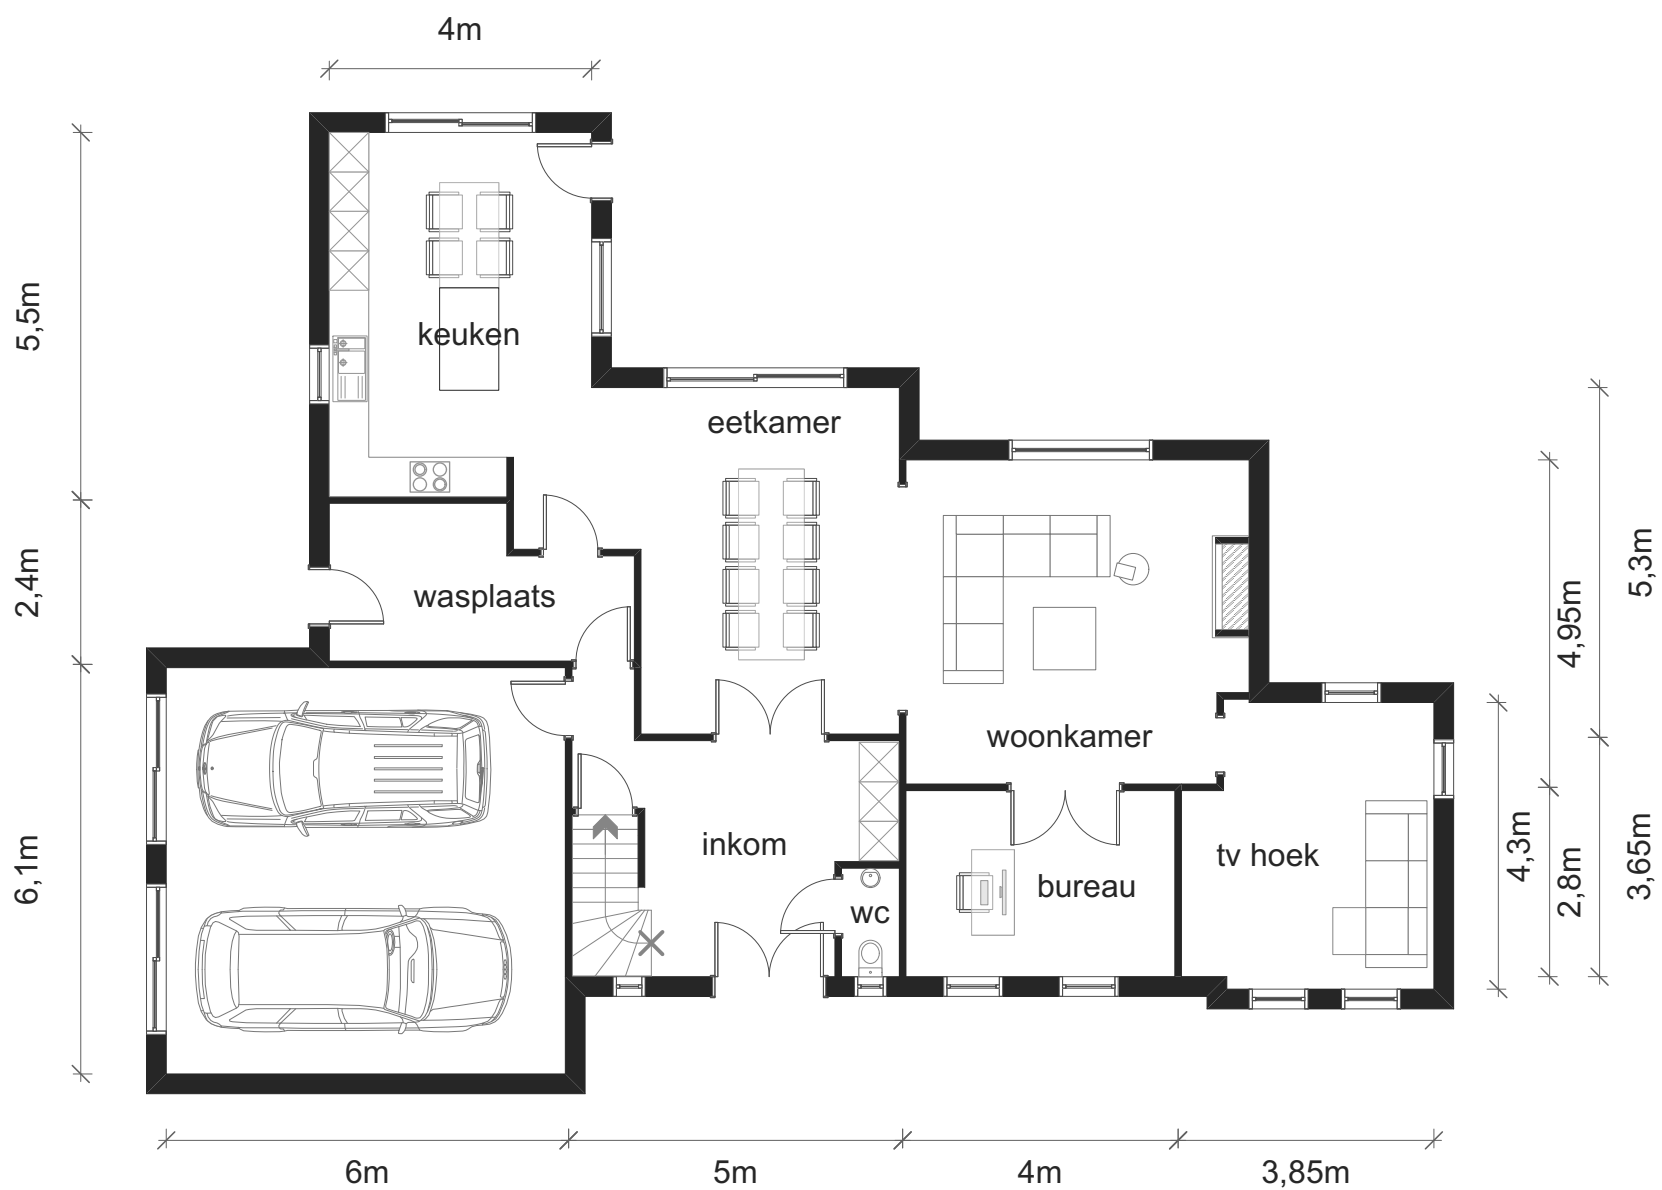 4m
5,5m
keuken
eetkamer
2,4m
wasplaats
5,3m
4,95m
woonkamer
6,1m
inkom
tv hoek
4,3m
bureau
2,8m
3,65m
wc
6m
5m
4m
3,85m